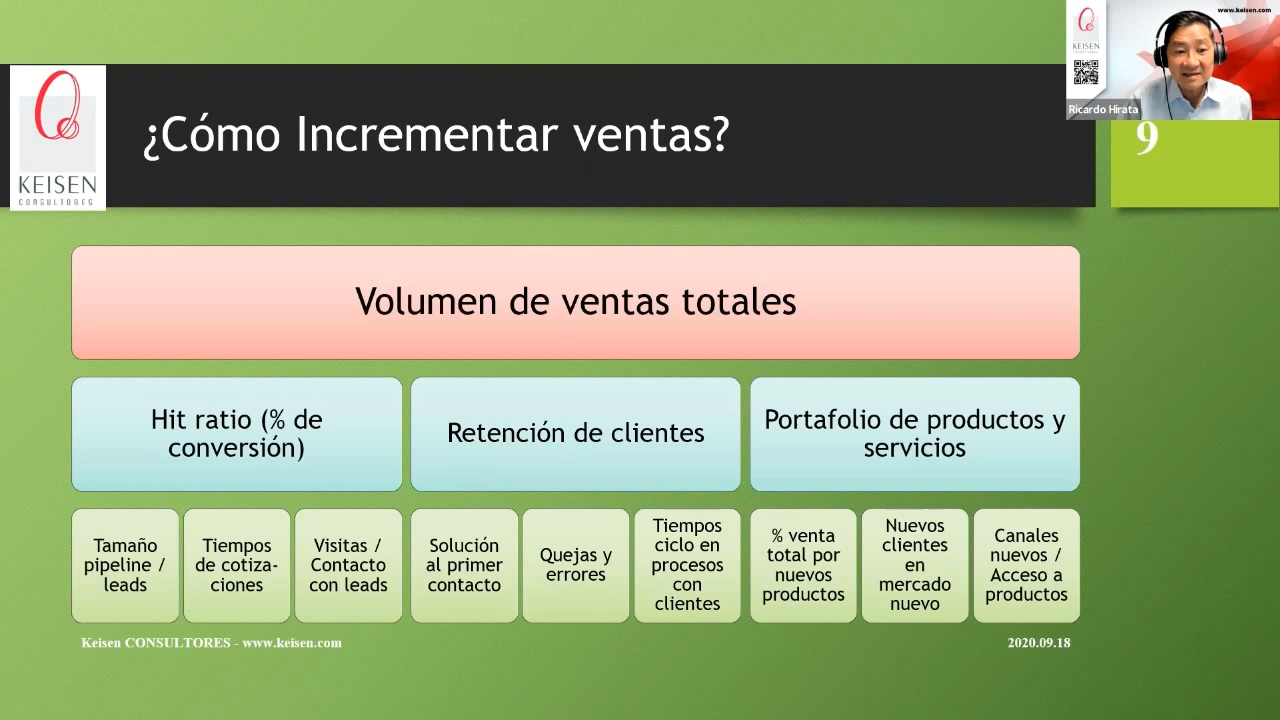 www.keisen.com
KEISEN
CONSULTORES
Ricardo Hirata
9
KEISEN
CONSULTORES
¿Cómo Incrementar ventas?
Volumen de ventas totales
Hit ratio (% de
conversión)
Retención de clientes
Portafolio de productos y
servicios
Tamaño
pipeline /
leads
Tiempos
de cotiza-
ciones
Visitas /
Contacto
con leads
Solución
al primer
contacto
Quejas y
errores
Tiempos
ciclo en
procesos
con
clientes
% venta
total por
nuevos
productos
Nuevos
clientes
en
mercado
nuevo
Canales
nuevos /
Acceso a
productos
Keisen CONSULTORES - www.keisen.com
2020.09.18